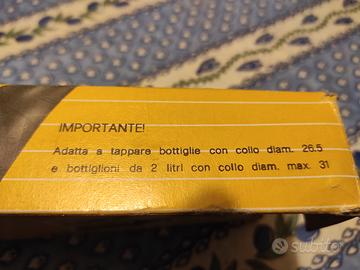 IMPORTANTE!
Adatta a tappare bottiglie con collo diam. 26.5
e bottiglioni da 2 litri con collo diam. max. 31
subito